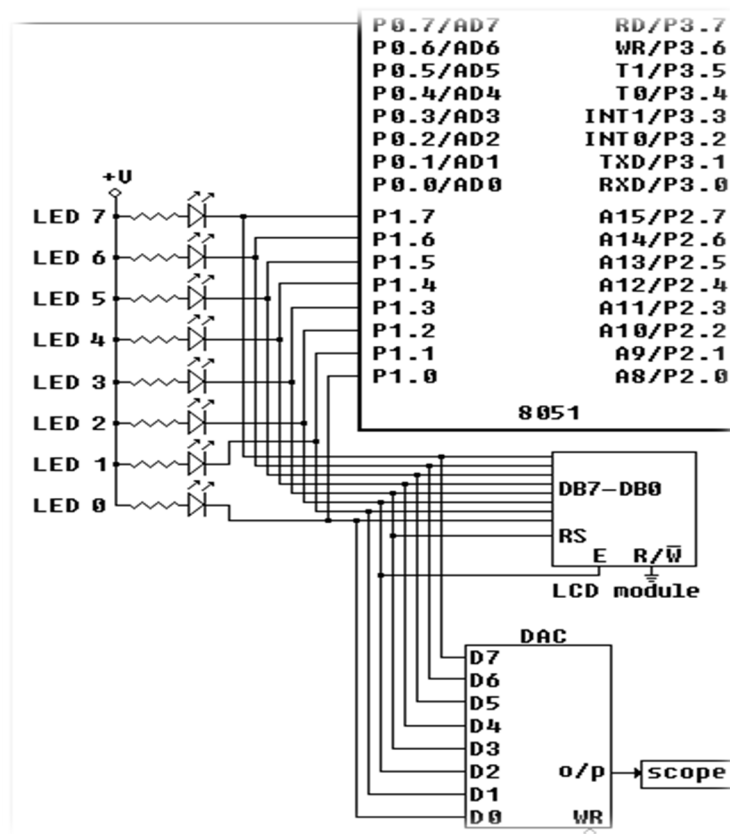 P0.7/AD7 RD/P3.7
P0.6/AD6 WR/P3.6
P0.5/AD5 T1/P3.5
P0.4/AD4 T0/P3.4
P0.3/AD3 INT1/P3.3
P0.2/AD2 INT0/P3.2
P0.1/AD1 TXD/P3.1
P0.0/AD0 RXD/P3.0
+V
LED 7 P1.7 A15/P2.7
LED 6 P1.6 A14/P2.6
LED 5 P1.5 A13/P2.5
LED 4 P1.4 A12/P2.4
LED 3 P1.3 A11/P2.3
LED 2 P1.2 A10/P2.2
LED 1 P1.1 A9/P2.1
LED 0 P1.0 A8/P2.0
8051
DB7-DB0
RS
E R/W̅
LCD module
DAC
D7
D6
D5
D4
D3
D2 o/p scope
D1
D0 WR